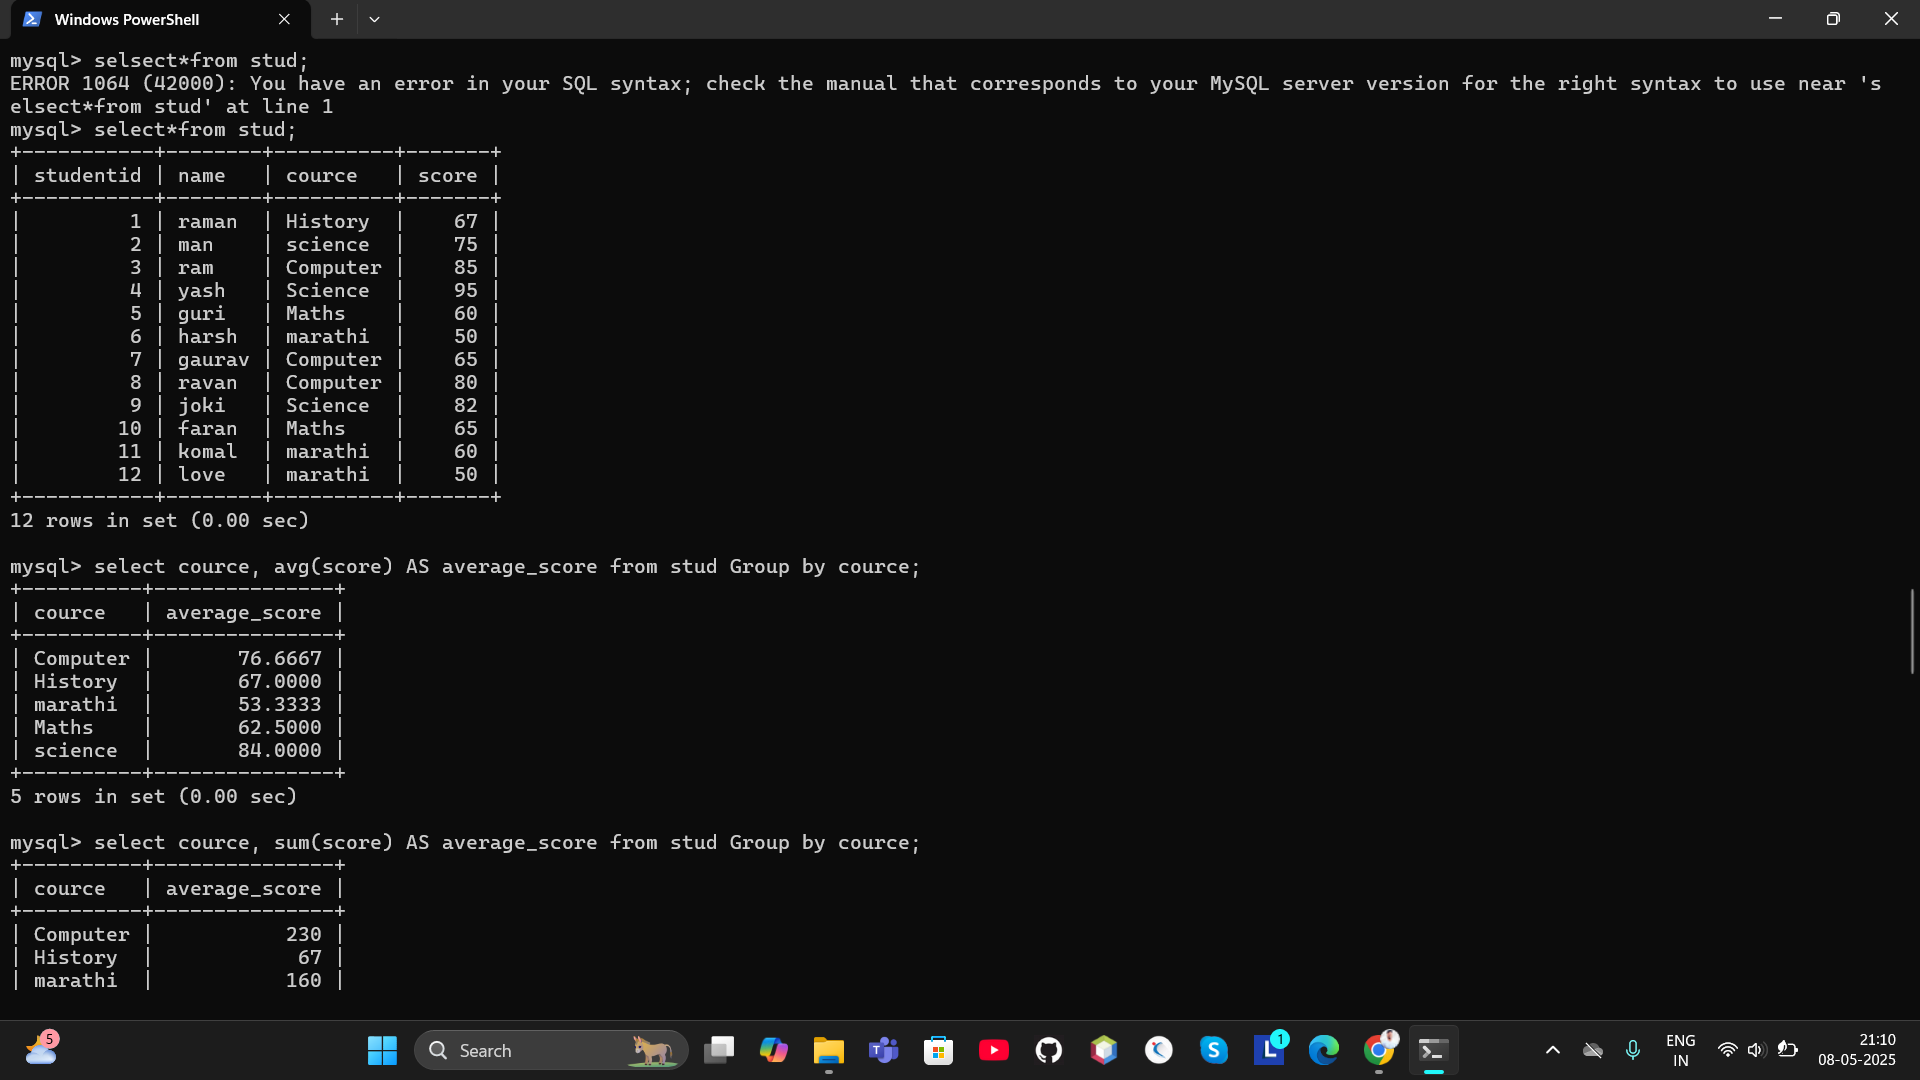 Windows PowerShell
mysql> selsect*from stud;
ERROR 1064 (42000): You have an error in your SQL syntax; check the manual that corresponds to your MySQL server version for the right syntax to use near 's
elsect*from stud' at line 1
mysql> select*from stud;
+-----------+--------+----------+-------+
| studentid | name   | cource   | score |
+-----------+--------+----------+-------+
|         1 | raman  | History  |    67 |
|         2 | man    | science  |    75 |
|         3 | ram    | Computer |    85 |
|         4 | yash   | Science  |    95 |
|         5 | guri   | Maths    |    60 |
|         6 | harsh  | marathi  |    50 |
|         7 | gaurav | Computer |    65 |
|         8 | ravan  | Computer |    80 |
|         9 | joki   | Science  |    82 |
|        10 | faran  | Maths    |    65 |
|        11 | komal  | marathi  |    60 |
|        12 | love   | marathi  |    50 |
+-----------+--------+----------+-------+
12 rows in set (0.00 sec)
mysql> select cource, avg(score) AS average_score from stud Group by cource;
+----------+---------------+
| cource   | average_score |
+----------+---------------+
| Computer |       76.6667 |
| History  |       67.0000 |
| marathi  |       53.3333 |
| Maths    |       62.5000 |
| science  |       84.0000 |
+----------+---------------+
5 rows in set (0.00 sec)
mysql> select cource, sum(score) AS average_score from stud Group by cource;
+----------+---------------+
| cource   | average_score |
+----------+---------------+
| Computer |           230 |
| History  |            67 |
| marathi  |           160 |
5
Search
T
S
L
1
ENG
IN
21:10
08-05-2025